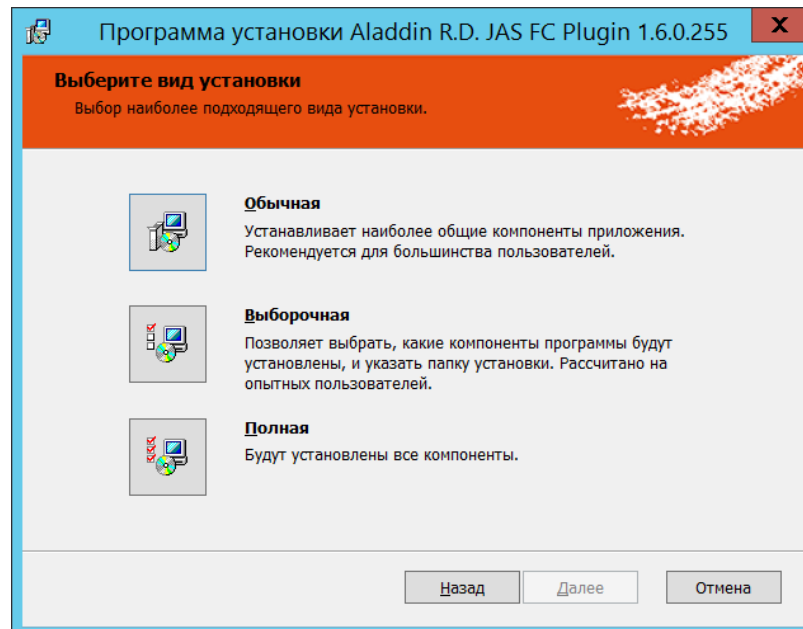 Программа установки Aladdin R.D. JAS FC Plugin 1.6.0.255
X
Выберите вид установки
Выбор наиболее подходящего вида установки.
Обычная
Устанавливает наиболее общие компоненты приложения.
Рекомендуется для большинства пользователей.
Выборочная
Позволяет выбрать, какие компоненты программы будут
установлены, и указать папку установки. Рассчитано на
опытных пользователей.
Полная
Будут установлены все компоненты.
Назад
Далее
Отмена